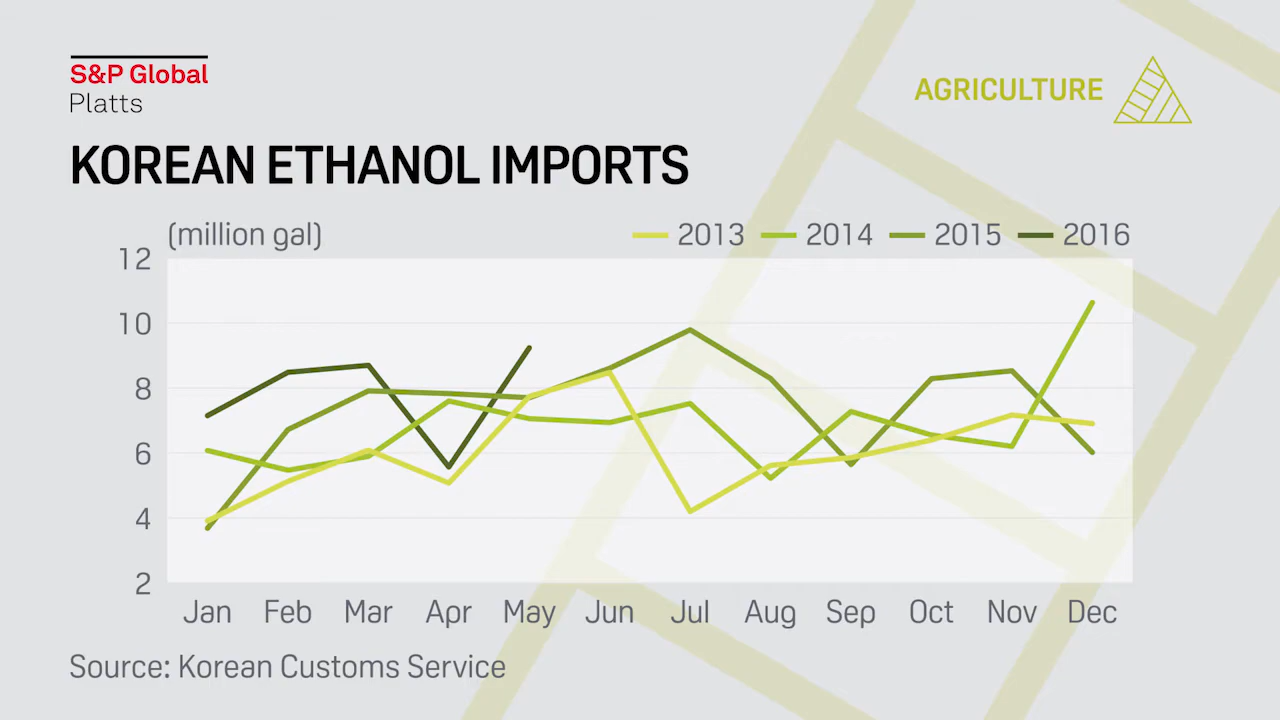 S&P Global
Platts
AGRICULTURE
KOREAN ETHANOL IMPORTS
(million gal)
2013 2014 2015 2016
12
10
8
6
4
2
Jan Feb Mar Apr May Jun Jul Aug Sep Oct Nov Dec
Source: Korean Customs Service